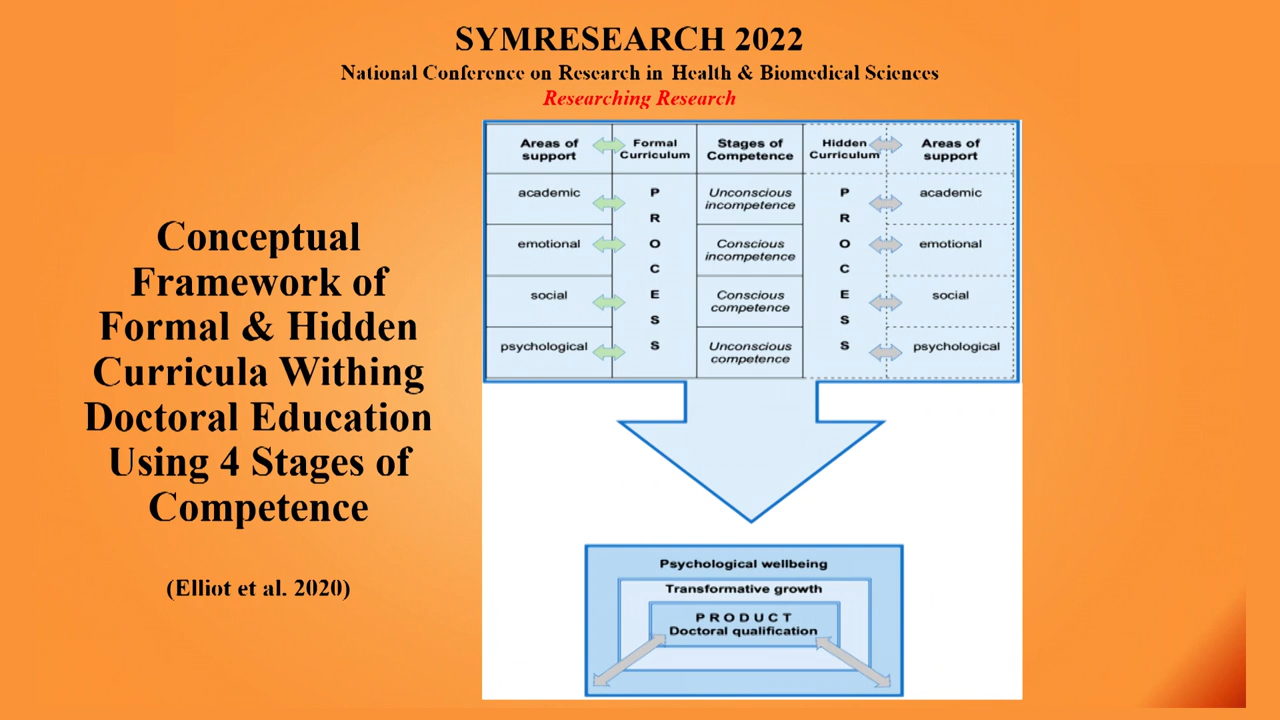 SYMRESEARCH 2022
National Conference on Research in Health & Biomedical Sciences
Researching Research
Conceptual
Framework of
Formal & Hidden
Curricula Withing
Doctoral Education
Using 4 Stages of
Competence
(Elliot et al. 2020)
Areas of support Formal Curriculum Stages of Competence Hidden Curriculum Areas of support
academic P Unconscious incompetence P academic
R R
emotional O Conscious incompetence O emotional
C C
social E Conscious competence E social
S S
psychological S Unconscious competence S psychological
Psychological wellbeing
Transformative growth
PRODUCT
Doctoral qualification